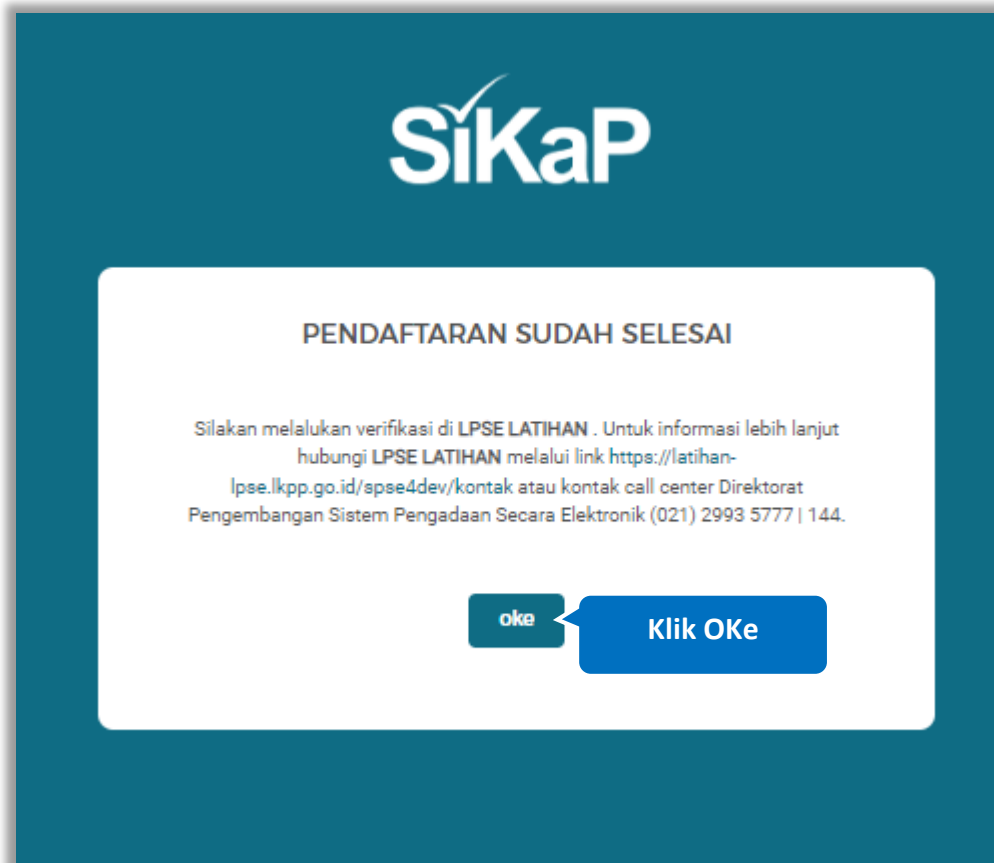 SiKaP
PENDAFTARAN SUDAH SELESAI
Silakan melalukan verifikasi di LPSE LATIHAN . Untuk informasi lebih lanjut
hubungi LPSE LATIHAN melalui link https://latihan-
lpse.lkpp.go.id/spse4dev/kontak atau kontak call center Direktorat
Pengembangan Sistem Pengadaan Secara Elektronik (021) 2993 5777 | 144.
oke
Klik OKe